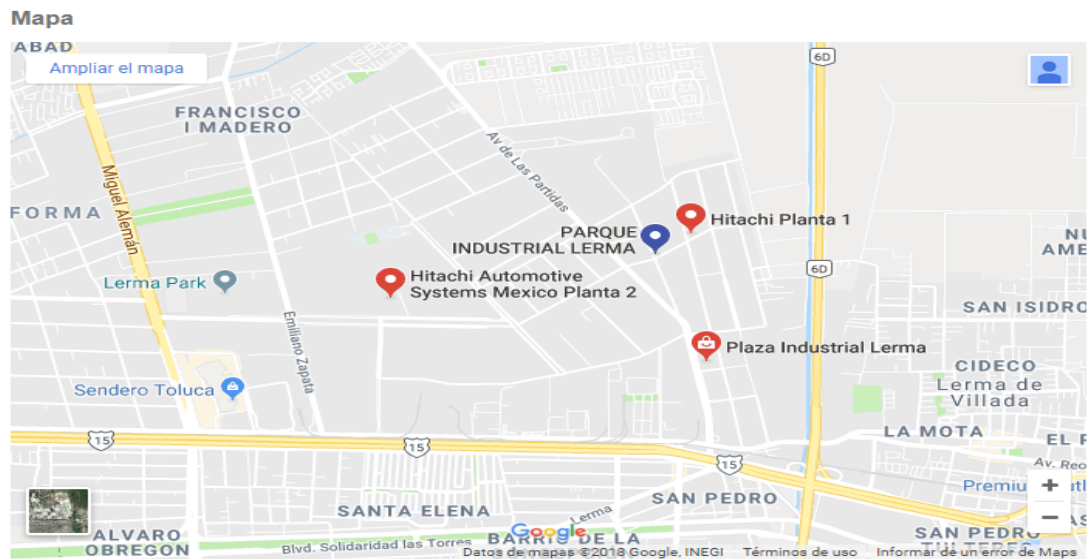 Mapa
ABAD
Ampliar el mapa
6D
FRANCISCO
I MADERO
Av de Las Partidas
Miguel Alemán
FORMA
PARQUE
INDUSTRIAL LERMA
Hitachi Planta 1
NU
AME
Lerma Park
Hitachi Automotive
Systems Mexico Planta 2
6D
SAN ISIDRO
Emiliano Zapata
Plaza Industrial Lerma
CIDECO
Lerma de
Villada
Sendero Toluca
15
15
15
LA MOTA
EL P
Av. Reo
Premiu
SANTA ELENA
SAN PEDRO
Lerma
ALVARO
OBREGON
Blvd. Solidaridad las Torres
BARRIO DE LA
Google
SAN PEDRO
TULTEPEC
Datos de mapas ©2018 Google, INEGI
Términos de uso
Informar de un error de Maps